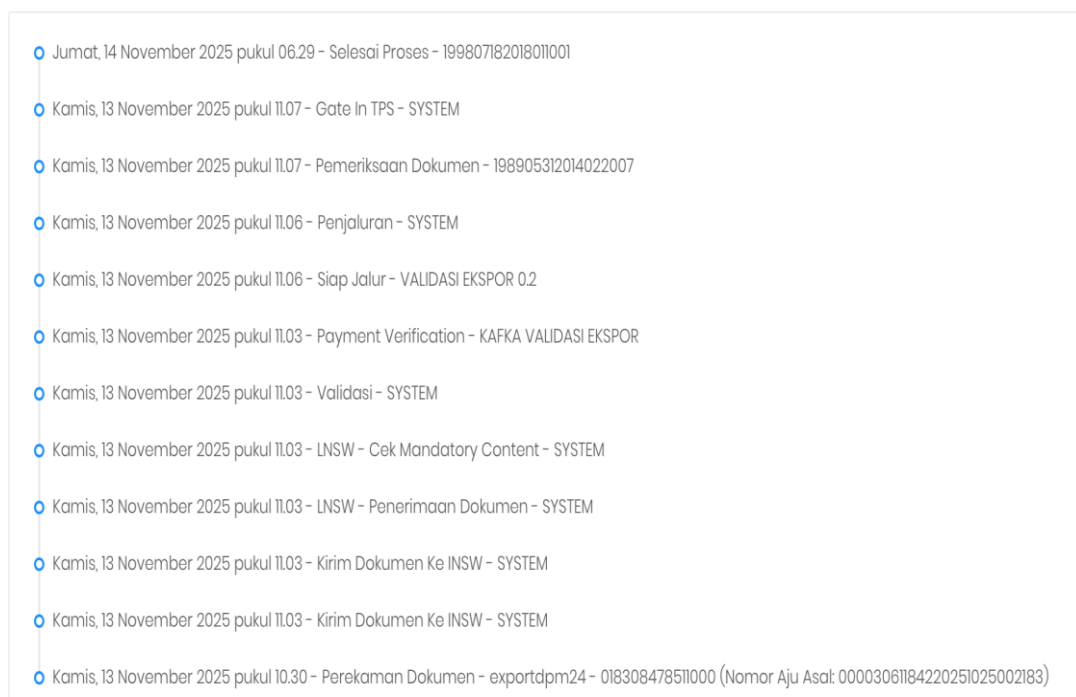 Jumat, 14 November 2025 pukul 06.29 - Selesai Proses - 199807182018011001
Kamis, 13 November 2025 pukul 11.07 - Gate In TPS - SYSTEM
Kamis, 13 November 2025 pukul 11.07 - Pemeriksaan Dokumen - 198905312014022007
Kamis, 13 November 2025 pukul 11.06 - Penjaluran - SYSTEM
Kamis, 13 November 2025 pukul 11.06 - Siap Jalur - VALIDASI EKSPOR 0.2
Kamis, 13 November 2025 pukul 11.03 - Payment Verification - KAFKA VALIDASI EKSPOR
Kamis, 13 November 2025 pukul 11.03 - Validasi - SYSTEM
Kamis, 13 November 2025 pukul 11.03 - LNSW - Cek Mandatory Content - SYSTEM
Kamis, 13 November 2025 pukul 11.03 - LNSW - Penerimaan Dokumen - SYSTEM
Kamis, 13 November 2025 pukul 11.03 - Kirim Dokumen Ke INSW - SYSTEM
Kamis, 13 November 2025 pukul 11.03 - Kirim Dokumen Ke INSW - SYSTEM
Kamis, 13 November 2025 pukul 10.30 - Perekaman Dokumen - exportdpm24 - 018308478511000 (Nomor Aju Asal: 00003061184220251025002183)